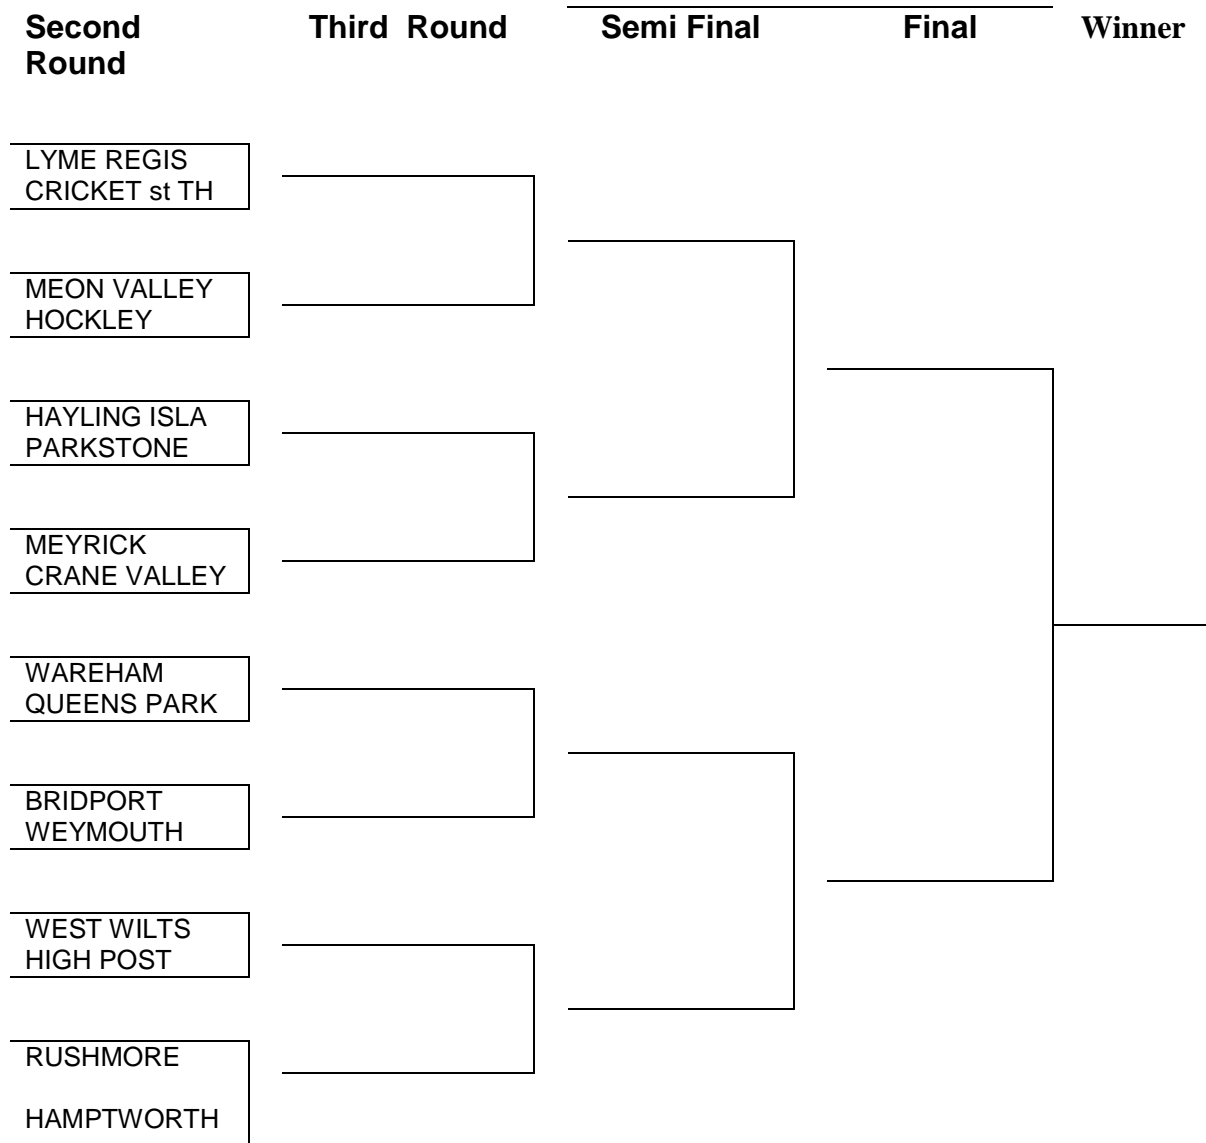 Second Round Third Round Semi Final Final Winner
LYME REGIS
CRICKET st TH
MEON VALLEY
HOCKLEY
HAYLING ISLA
PARKSTONE
MEYRICK
CRANE VALLEY
WAREHAM
QUEENS PARK
BRIDPORT
WEYMOUTH
WEST WILTS
HIGH POST
RUSHMORE
HAMPTWORTH